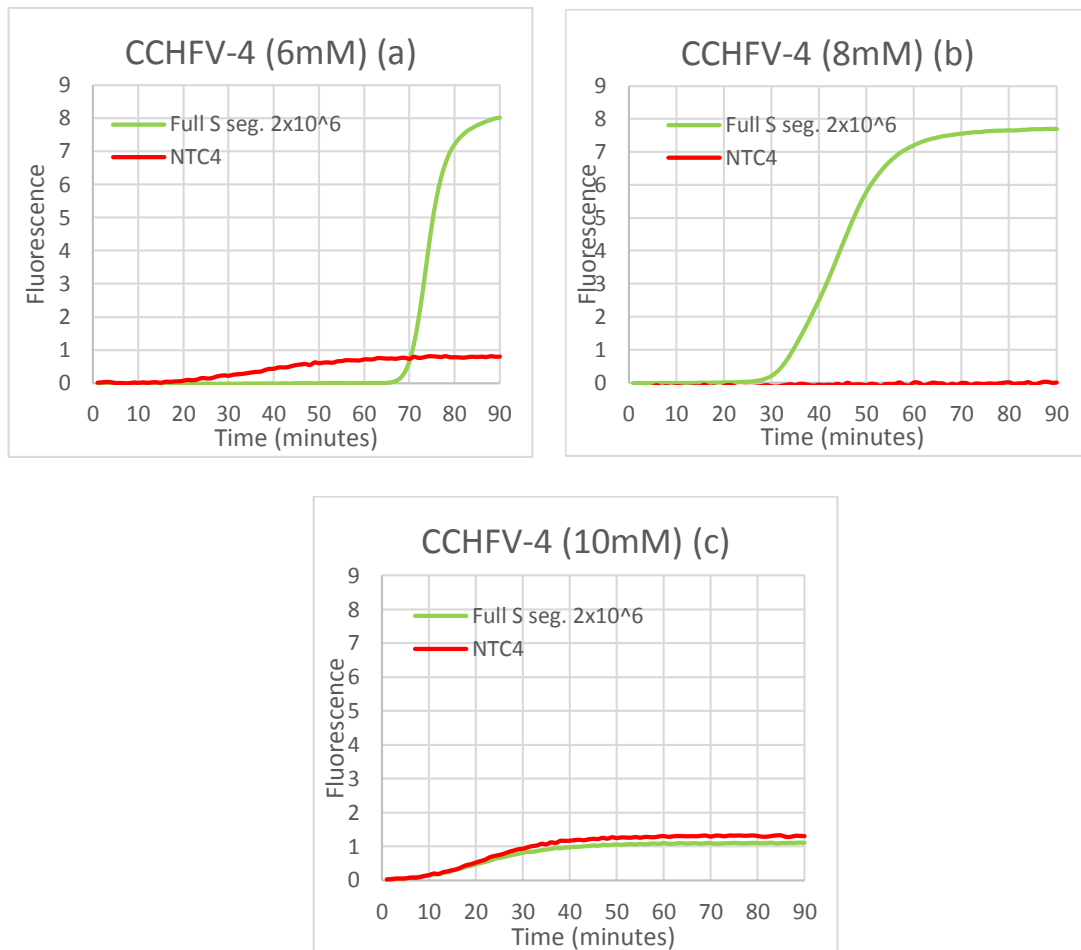 CCHFV-4 (6mM) (a)
9
8
7
6
5
4
3
2
1
0
Fluorescence
Full S seg. 2x10^6
NTC4
0 10 20 30 40 50 60 70 80 90
Time (minutes)
CCHFV-4 (8mM) (b)
9
8
7
6
5
4
3
2
1
0
Fluorescence
Full S seg. 2x10^6
NTC4
0 10 20 30 40 50 60 70 80 90
Time (minutes)
CCHFV-4 (10mM) (c)
9
8
7
6
5
4
3
2
1
0
Fluorescence
Full S seg. 2x10^6
NTC4
0 10 20 30 40 50 60 70 80 90
Time (minutes)